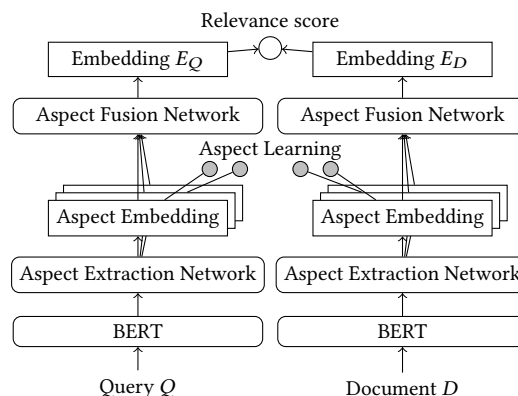 Relevance score
Embedding E_Q Embedding E_D
Aspect Fusion Network Aspect Fusion Network
Aspect Learning
Aspect Embedding Aspect Embedding
Aspect Extraction Network Aspect Extraction Network
BERT BERT
Query Q Document D